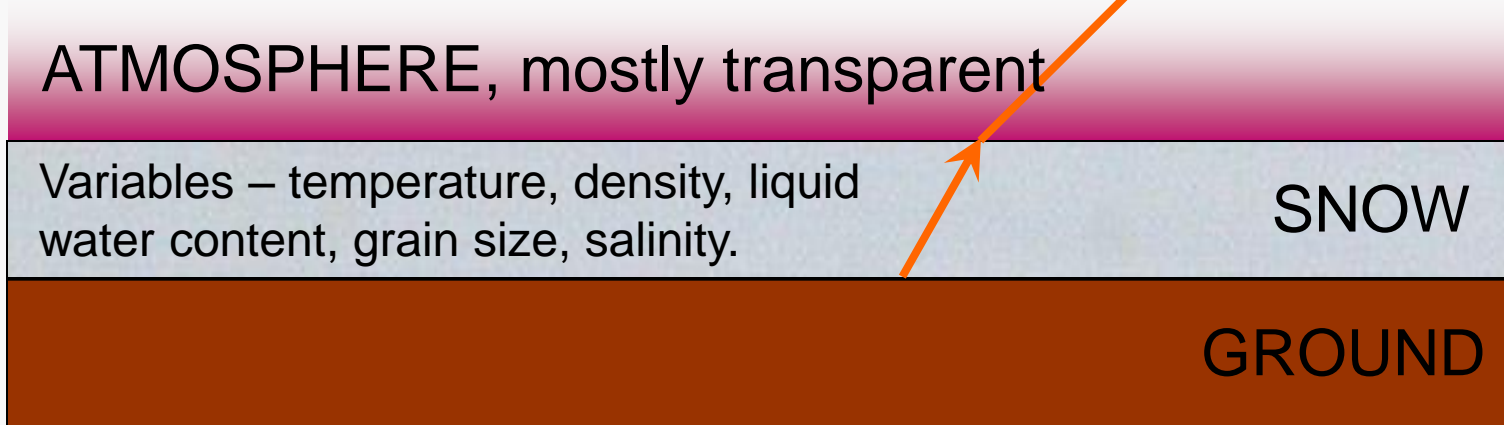 ATMOSPHERE, mostly transparent
Variables – temperature, density, liquid
water content, grain size, salinity.
SNOW
GROUND